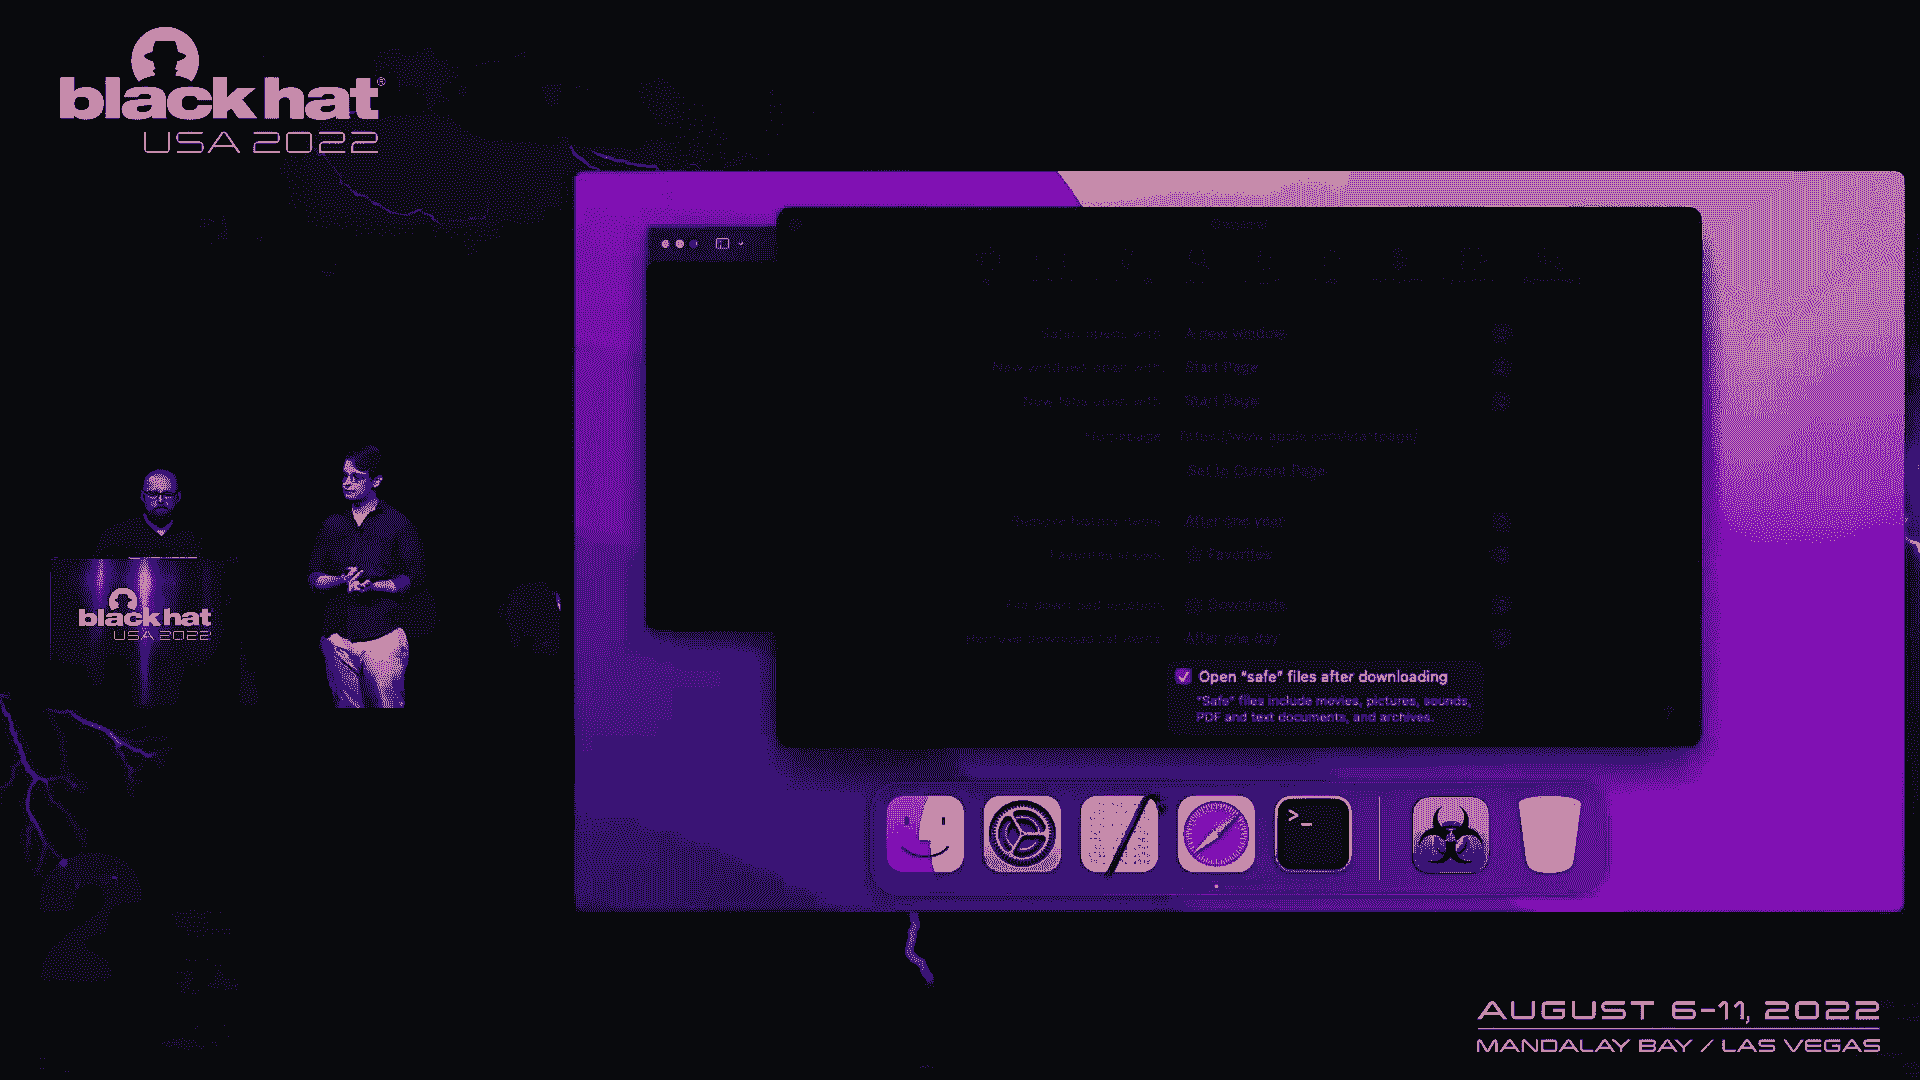 black hat®
USA 2022
Safari opens with: A new window
New windows open with: Start Page
New tabs open with: Start Page
Homepage: https://www.apple.com/startpage/
Set to Current Page
Remove history items: After one year
Favorites shows: Favorites
File download location: Downloads
Remove download list items: After one day
Open "safe" files after downloading
"Safe" files include movies, pictures, sounds,
PDF and text documents, and archives.
black hat
USA 2022
>_
AUGUST 6-11, 2022
MANDALAY BAY / LAS VEGAS